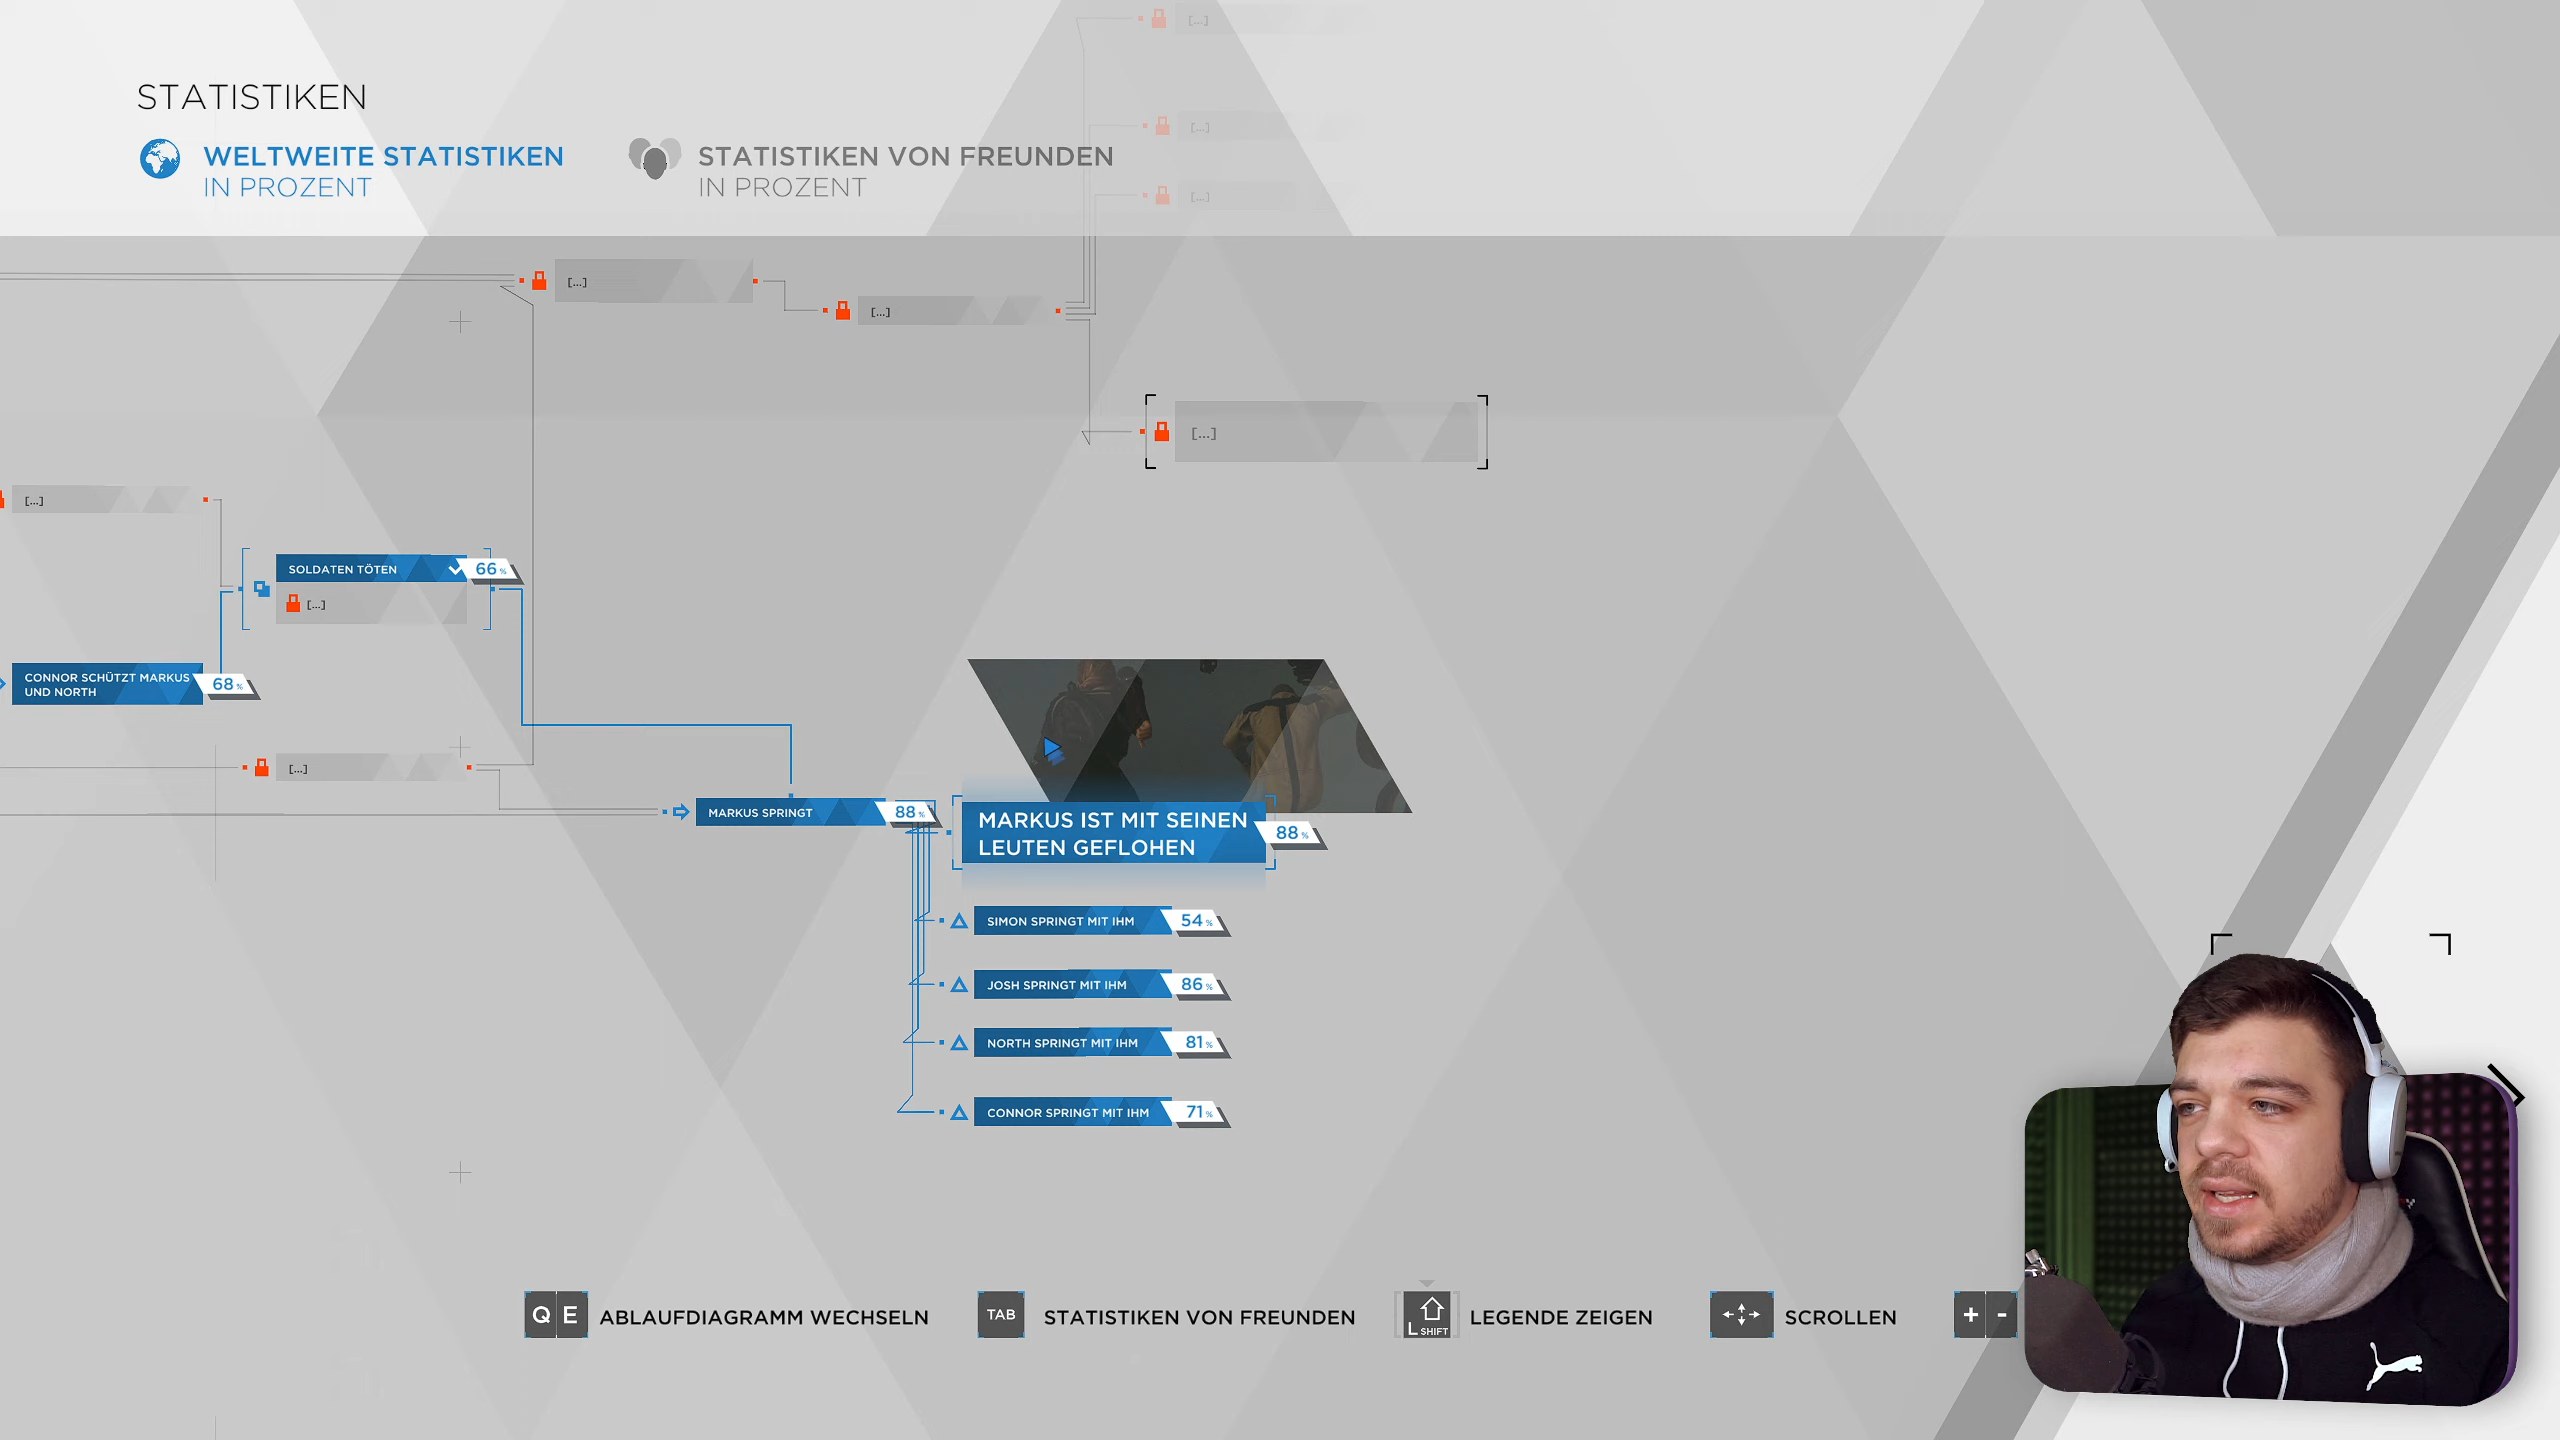 [...]
STATISTIKEN
[...]
WELTWEITE STATISTIKEN
IN PROZENT
STATISTIKEN VON FREUNDEN
IN PROZENT
[...]
[...]
[...]
[...]
[...]
SOLDATEN TÖTEN
66%
[...]
CONNOR SCHÜTZT MARKUS
UND NORTH
68%
[...]
MARKUS SPRINGT
88%
MARKUS IST MIT SEINEN
LEUTEN GEFLOHEN
88%
SIMON SPRINGT MIT IHM
54%
JOSH SPRINGT MIT IHM
86%
NORTH SPRINGT MIT IHM
81%
CONNOR SPRINGT MIT IHM
71%
Q E ABLAUFDIAGRAMM WECHSELN
TAB STATISTIKEN VON FREUNDEN
L SHIFT LEGENDE ZEIGEN
SCROLLEN
+ -